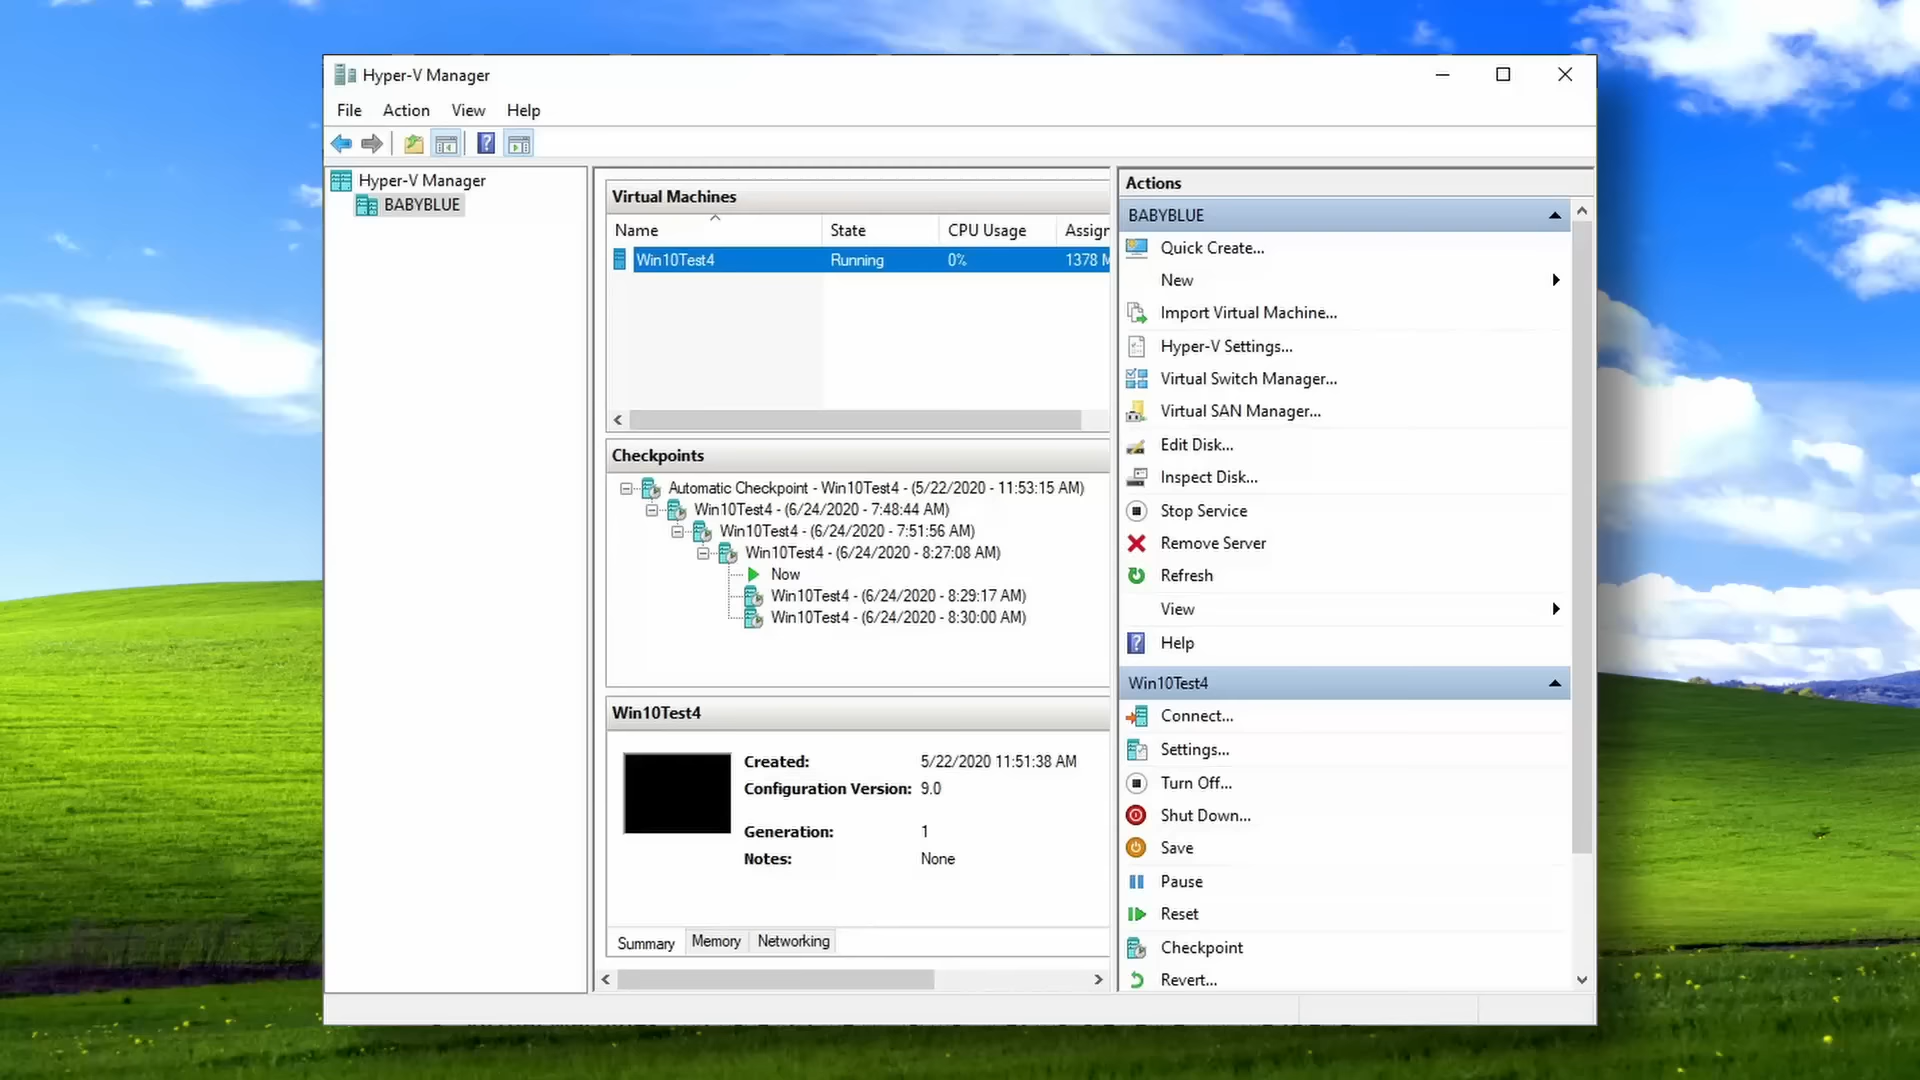 Hyper-V Manager
File Action View Help
Hyper-V Manager
BABYBLUE
Virtual Machines
Name State CPU Usage Assign
Win10Test4 Running 0% 1378 M
Checkpoints
Automatic Checkpoint - Win10Test4 - (5/22/2020 - 11:53:15 AM)
Win10Test4 - (6/24/2020 - 7:48:44 AM)
Win10Test4 - (6/24/2020 - 7:51:56 AM)
Win10Test4 - (6/24/2020 - 8:27:08 AM)
Now
Win10Test4 - (6/24/2020 - 8:29:17 AM)
Win10Test4 - (6/24/2020 - 8:30:00 AM)
Win10Test4
Created: 5/22/2020 11:51:38 AM
Configuration Version: 9.0
Generation: 1
Notes: None
Summary Memory Networking
Actions
BABYBLUE
Quick Create...
New
Import Virtual Machine...
Hyper-V Settings...
Virtual Switch Manager...
Virtual SAN Manager...
Edit Disk...
Inspect Disk...
Stop Service
Remove Server
Refresh
View
Help
Win10Test4
Connect...
Settings...
Turn Off...
Shut Down...
Save
Pause
Reset
Checkpoint
Revert...